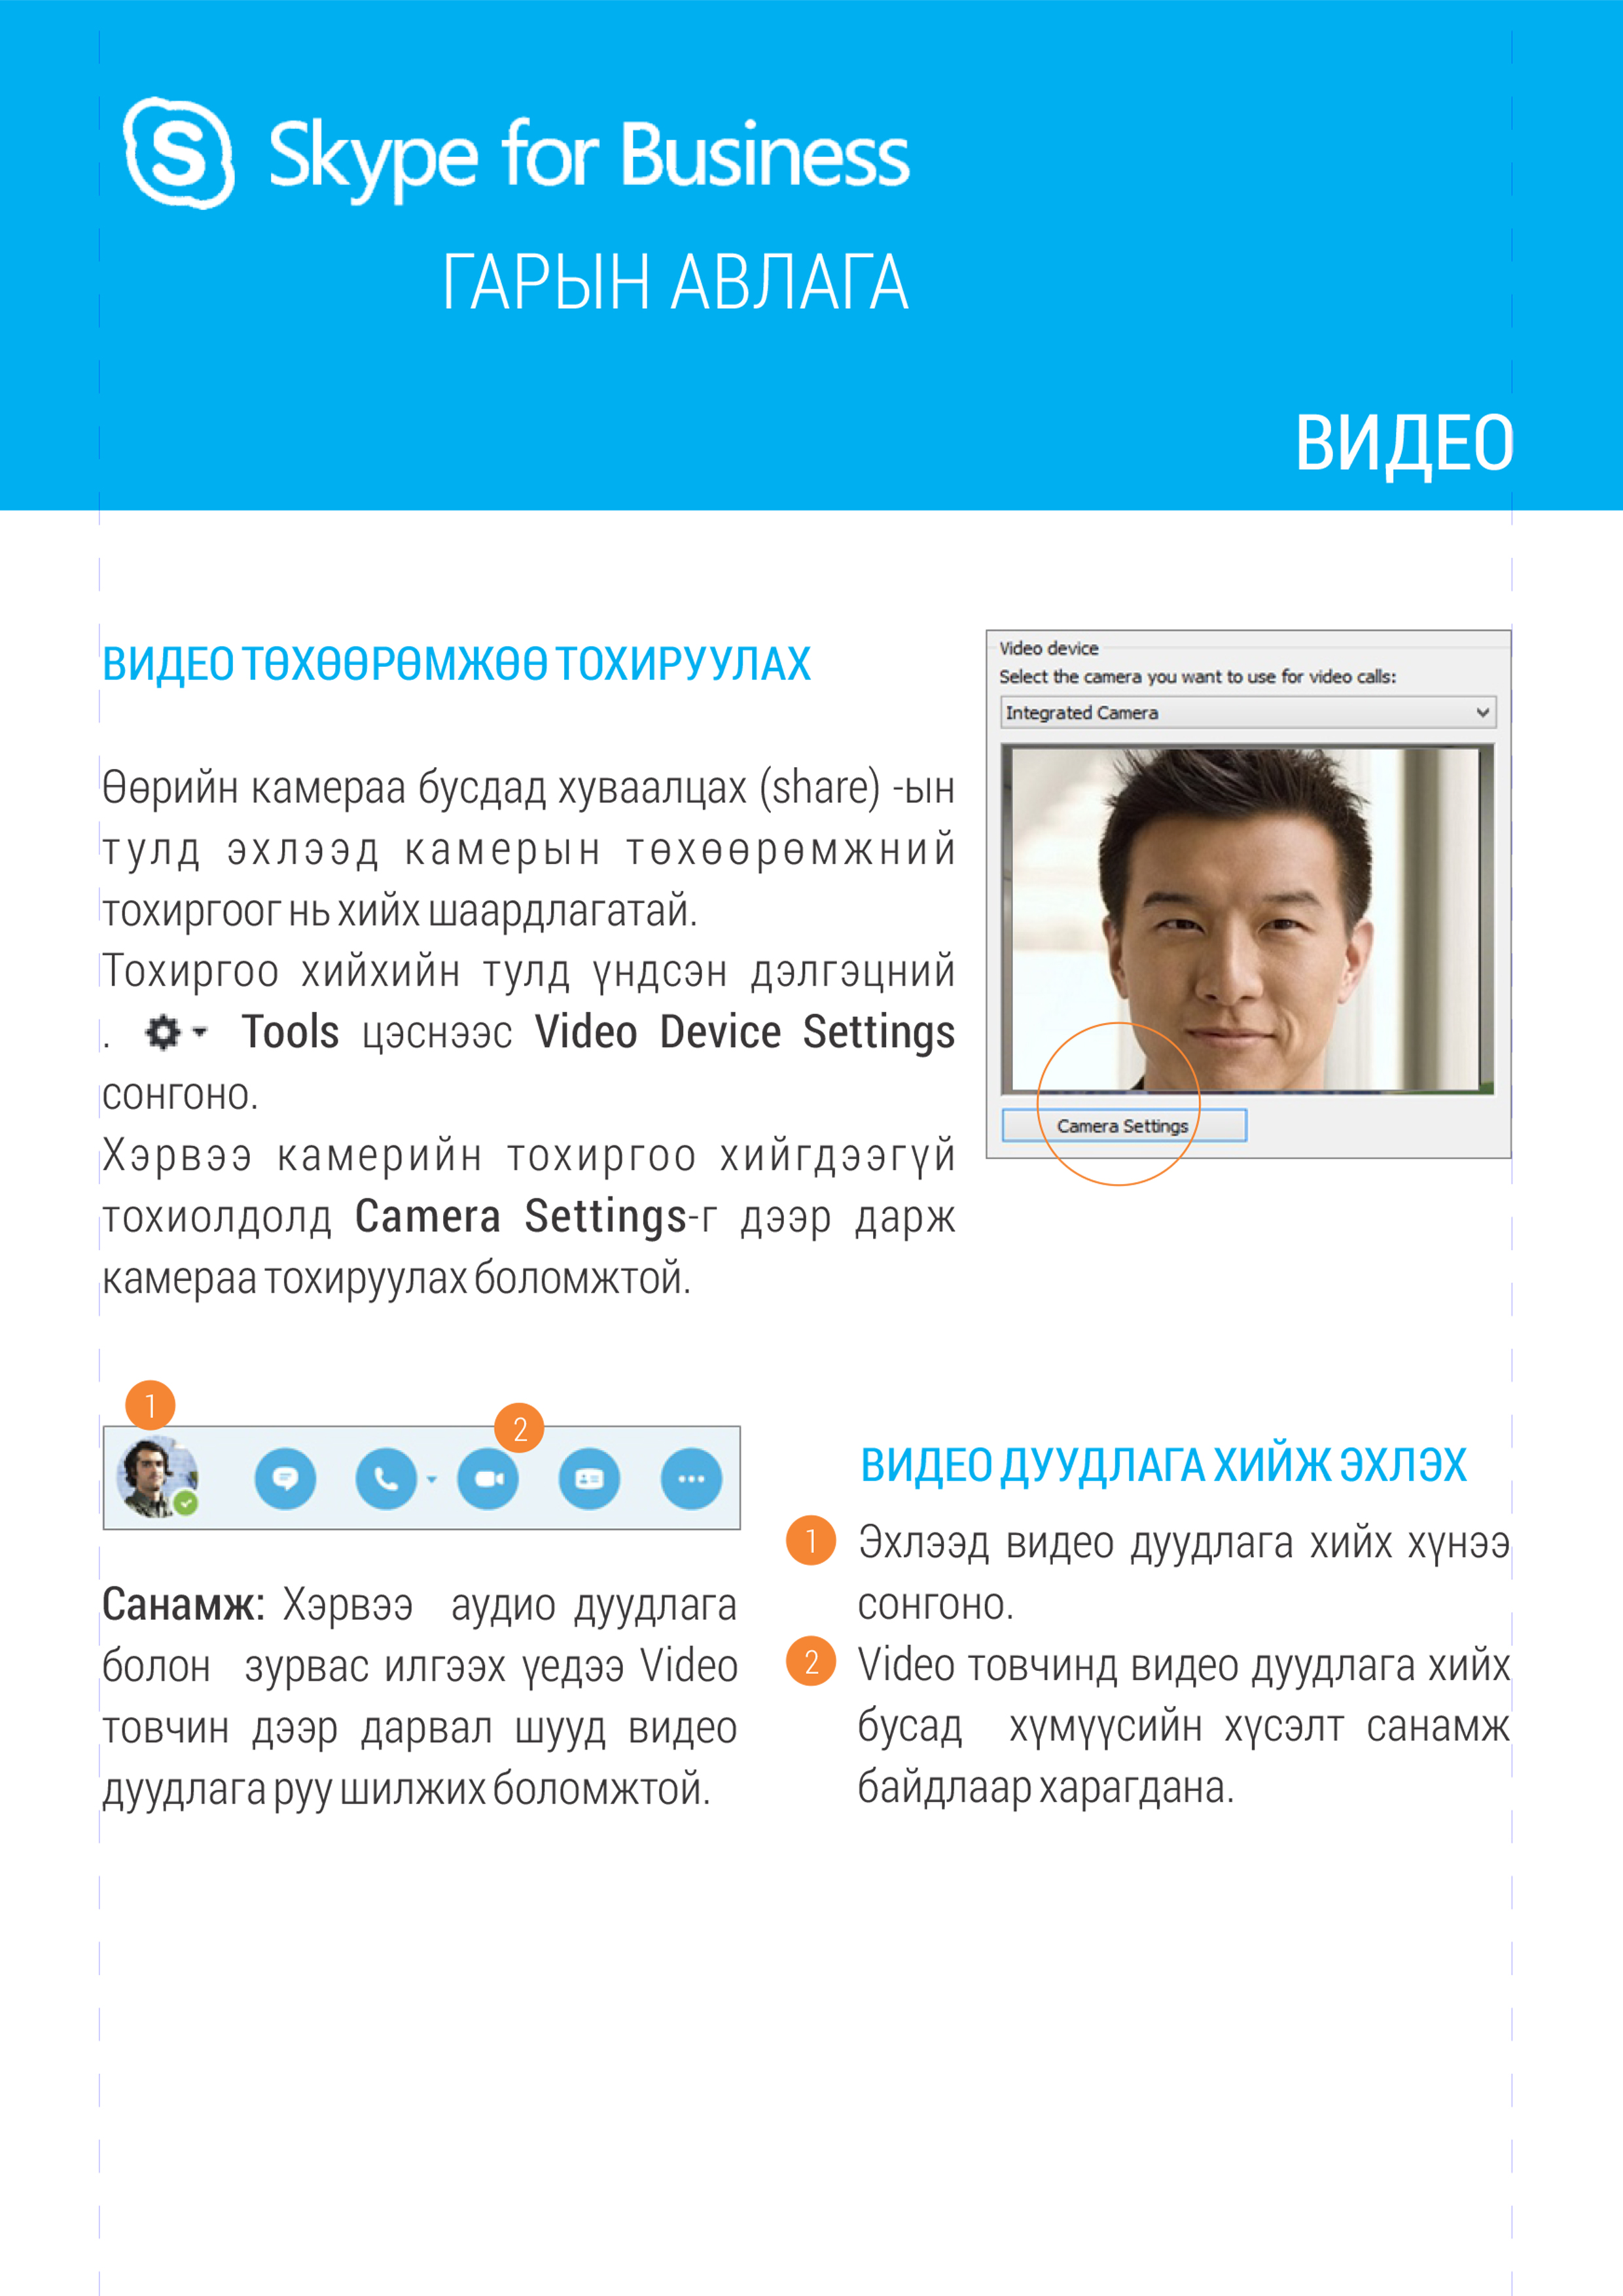 Skype for Business
ГАРЫН АВЛАГА
ВИДЕО
ВИДЕО ТӨХӨӨРӨМЖӨӨ ТОХИРУУЛАХ
Өөрийн камераа бусдад хуваалцах (share) -ын
тулд эхлээд камерын төхөөрөмжний
тохиргоог нь хийх шаардлагатай.
Тохиргоо хийхийн тулд үндсэн дэлгэцний
. Tools цэснээс Video Device Settings
сонгоно.
Хэрвээ камерийн тохиргоо хийгдээгүй
тохиолдолд Camera Settings-г дээр дарж
камераа тохируулах боломжтой.
Video device
Select the camera you want to use for video calls:
Integrated Camera
Camera Settings
1
2
Санамж: Хэрвээ аудио дуудлага
болон зурвас илгээх үедээ Video
товчин дээр дарвал шууд видео
дуудлага руу шилжих боломжтой.
ВИДЕО ДУУДЛАГА ХИЙЖ ЭХЛЭХ
1 Эхлээд видео дуудлага хийх хүнээ
сонгоно.
2 Video товчинд видео дуудлага хийх
бусад хүмүүсийн хүсэлт санамж
байдлаар харагдана.